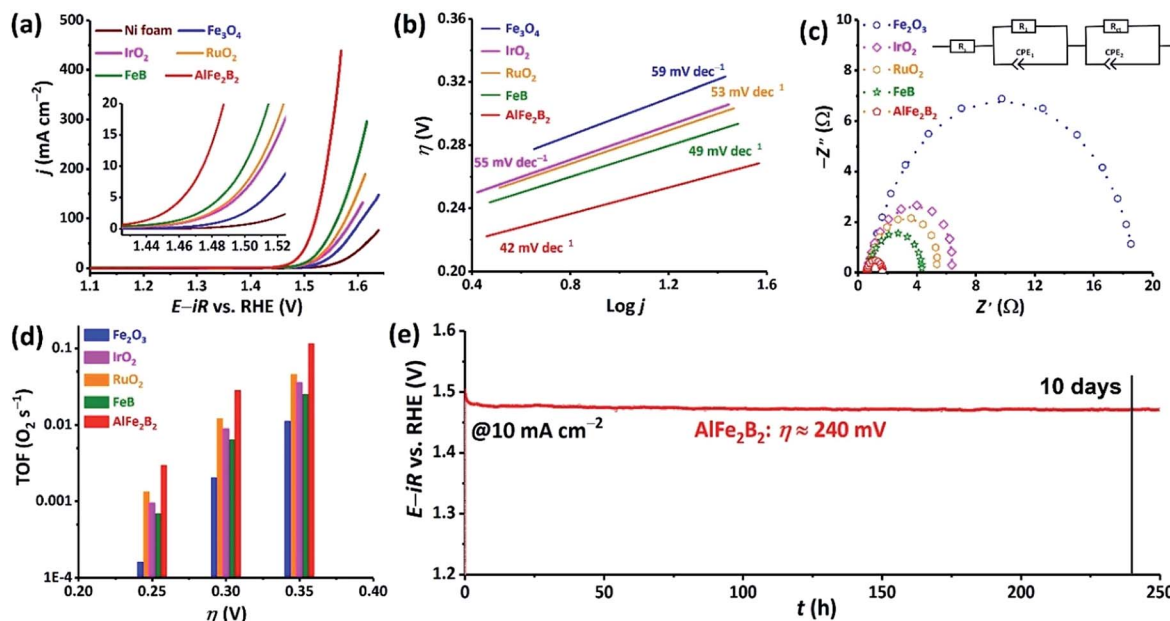 (a)
500
400
300
200
100
0
j (mA cm⁻²)
Ni foam Fe₃O₄
IrO₂ RuO₂
FeB AlFe₂B₂
20
15
10
5
0
1.44 1.46 1.48 1.50 1.52
1.1 1.2 1.3 1.4 1.5 1.6
E–iR vs. RHE (V)
(b)
0.36
0.32
0.28
0.24
0.20
η (V)
Fe₃O₄
IrO₂
RuO₂
FeB
AlFe₂B₂
59 mV dec⁻¹
53 mV dec ¹
55 mV dec⁻¹
49 mV dec ¹
42 mV dec ¹
0.4 0.8 1.2 1.6
Log j
(c)
-10
-8
-6
-4
-2
0
−Z″ (Ω)
Fe₂O₃
IrO₂
RuO₂
FeB
AlFe₂B₂
CPE₁ CPE₂
0 4 8 12 16 20
Z′ (Ω)
(d)
0.1
0.01
0.001
1E-4
TOF (O₂ s⁻¹)
Fe₂O₃
IrO₂
RuO₂
FeB
AlFe₂B₂
0.20 0.25 0.30 0.35 0.40
η (V)
(e)
1.6
1.5
1.4
1.3
1.2
E–iR vs. RHE (V)
10 days
@10 mA cm⁻²
AlFe₂B₂: η ≈ 240 mV
0 50 100 150 200 250
t (h)